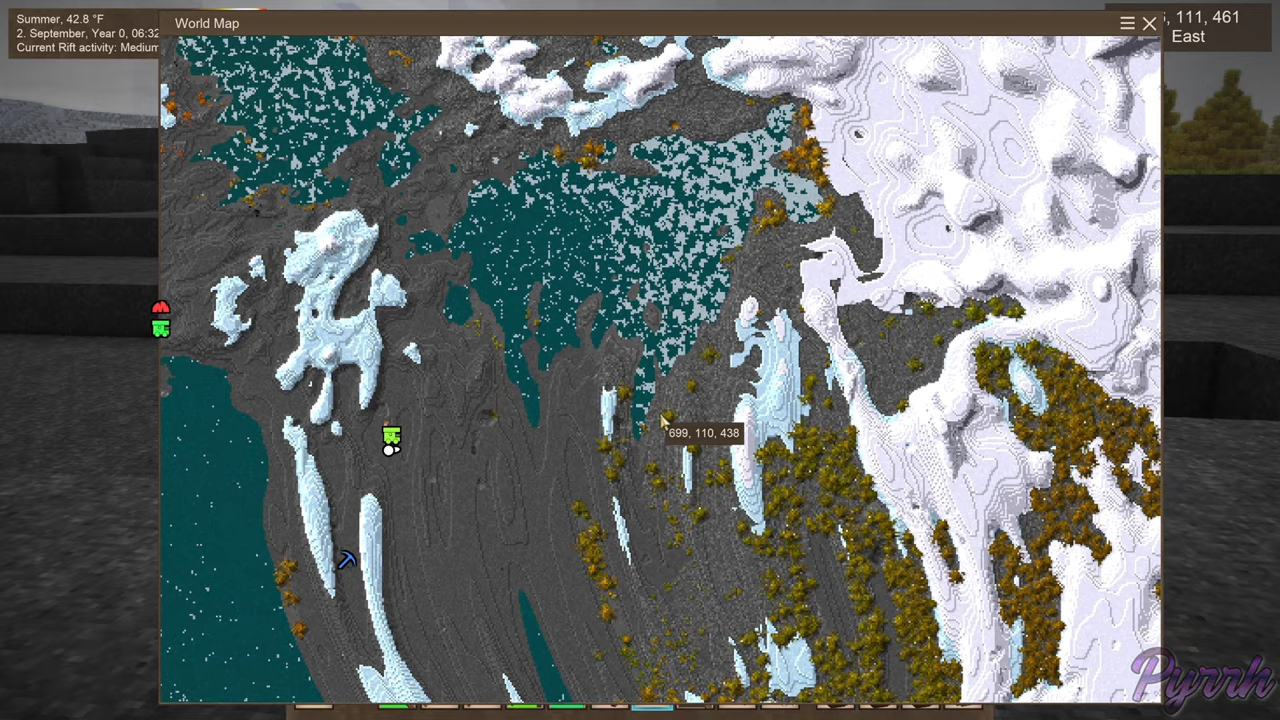 Summer, 42.8 °F
2. September, Year 0, 06:32
Current Rift activity: Medium
World Map
, 111, 461
East
699, 110, 438
Pyrrh